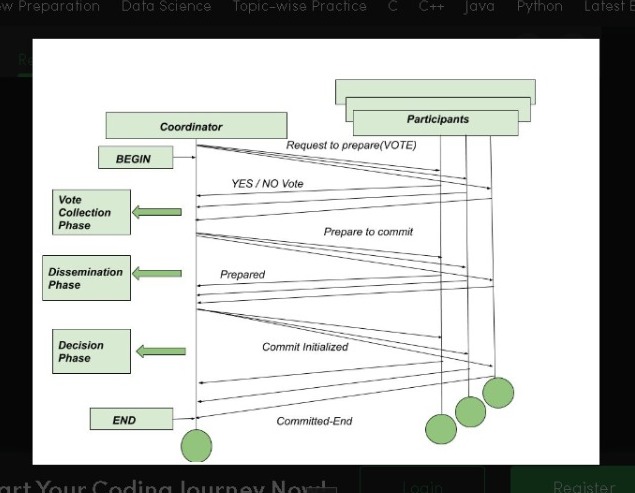 Preparation Data Science Topic-wise Practice C C++ Java Python Latest
Participants
Coordinator
Request to prepare(VOTE)
BEGIN
YES / NO Vote
Vote
Collection
Phase
Prepare to commit
Dissemination
Phase
Prepared
Decision
Phase
Commit Initialized
END
Committed-End
Your Coding Journey Now!
Login
Register